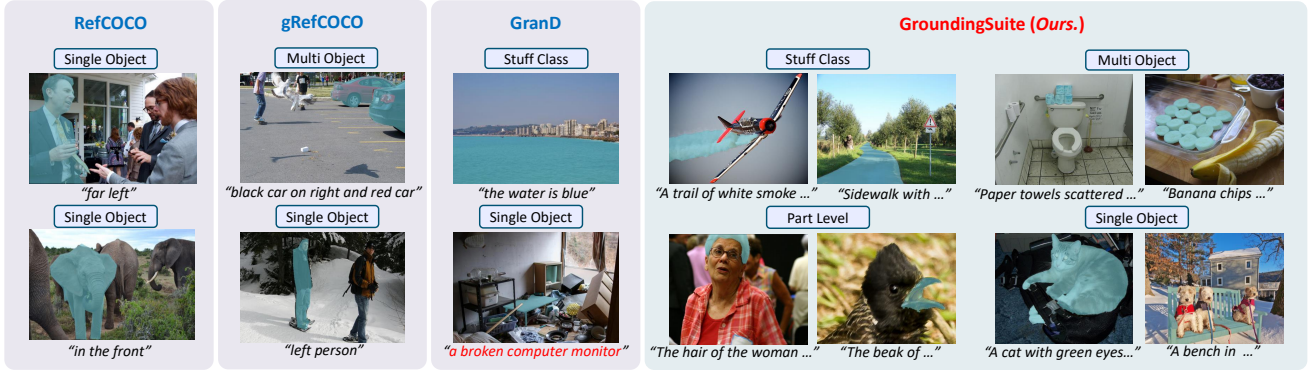 RefCOCO
Single Object
“far left”
Single Object
“in the front”
gRefCOCO
Multi Object
“black car on right and red car”
Single Object
“left person”
GranD
Stuff Class
“the water is blue”
Single Object
“a broken computer monitor”
GroundingSuite (Ours.)
Stuff Class
“A trail of white smoke ...”
“Sidewalk with ...”
Multi Object
“Paper towels scattered ...”
“Banana chips ...”
Part Level
“The hair of the woman ...”
“The beak of ...”
Single Object
“A cat with green eyes...”
“A bench in ...”